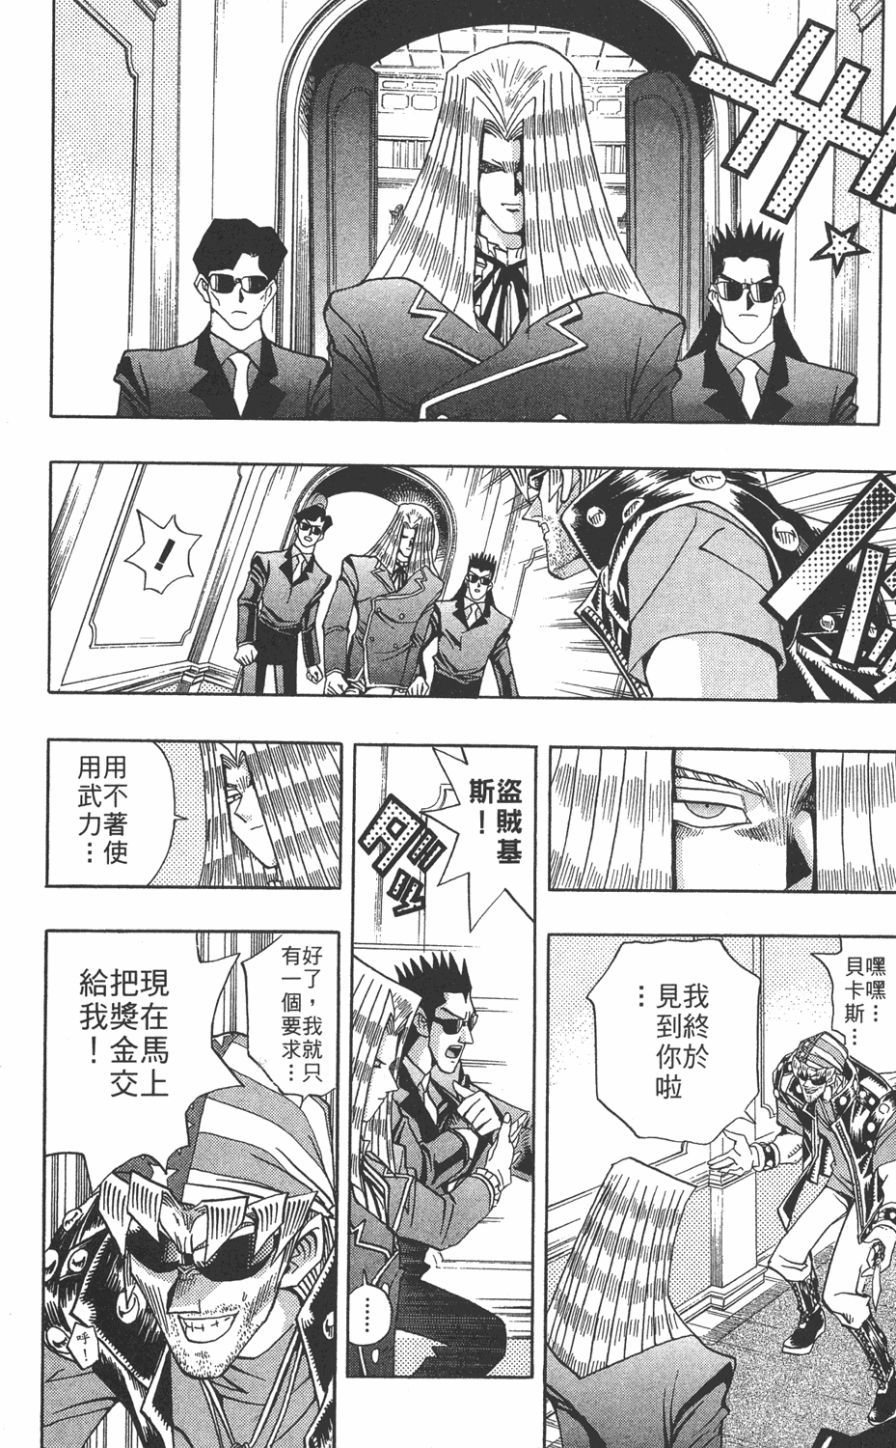 ！
嘿嘿…
貝卡斯…
我終於
見到你啦
…
盜賊基
斯！
……
用不著使
用武力…
好了，我就只
有一個要求…
現在馬上
把獎金交
給我！
呼！